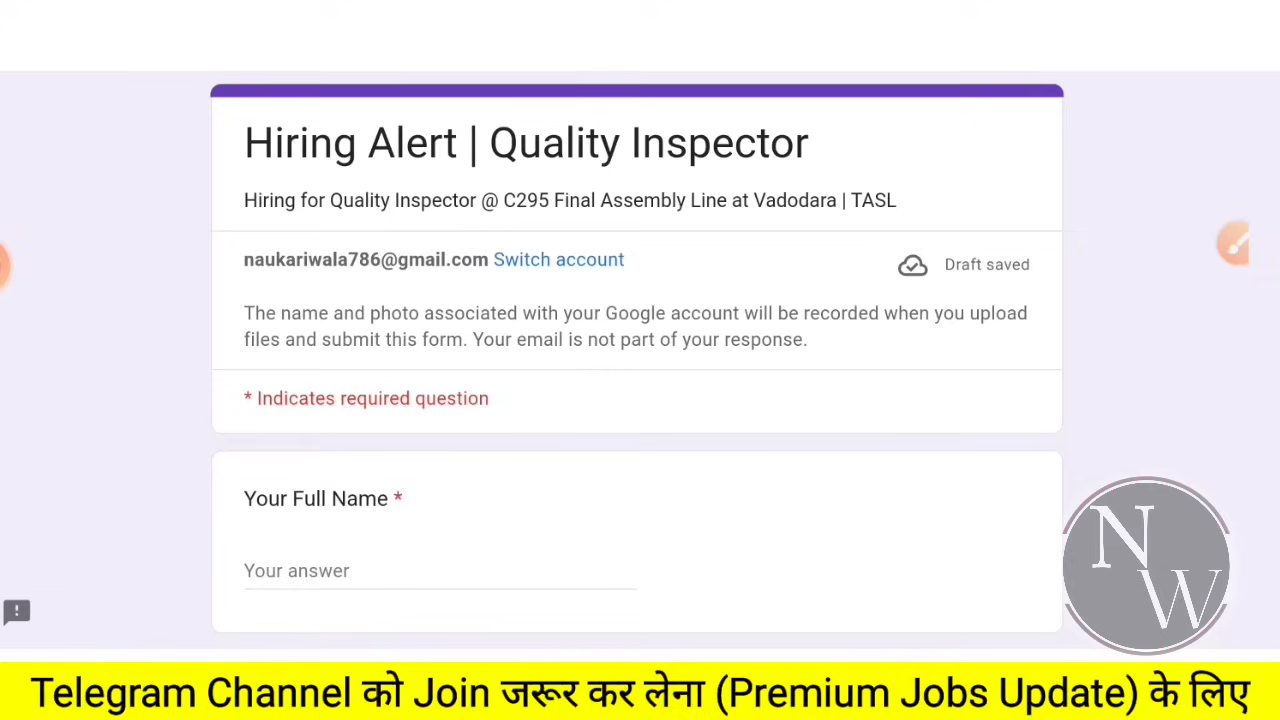 Hiring Alert | Quality Inspector
Hiring for Quality Inspector @ C295 Final Assembly Line at Vadodara | TASL
naukariwala786@gmail.com Switch account
Draft saved
The name and photo associated with your Google account will be recorded when you upload
files and submit this form. Your email is not part of your response.
* Indicates required question
Your Full Name *
Your answer
N
W
Telegram Channel को Join जरूर कर लेना (Premium Jobs Update) के लिए